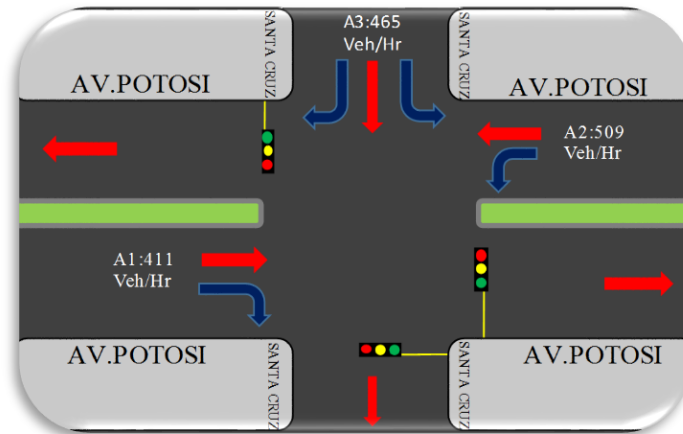 A3:465
Veh/Hr
SANTA CRUZ
SANTA CRUZ
AV.POTOSI
AV.POTOSI
A2:509
Veh/Hr
A1:411
Veh/Hr
AV.POTOSI
SANTA CRUZ
SANTA CRUZ
AV.POTOSI